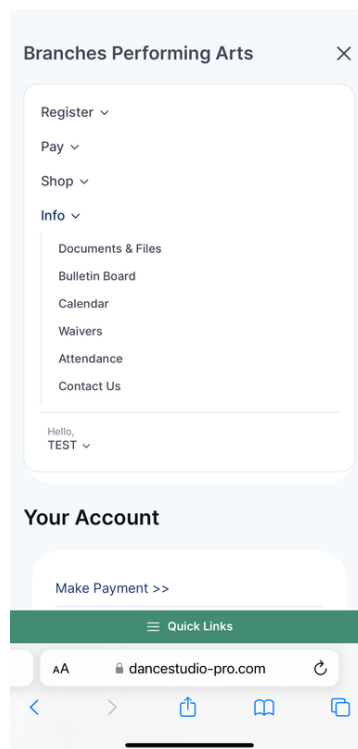 Branches Performing Arts
Register
Pay
Shop
Info
Documents & Files
Bulletin Board
Calendar
Waivers
Attendance
Contact Us
Hello,
TEST
Your Account
Make Payment >>
Quick Links
AA dancestudio-pro.com